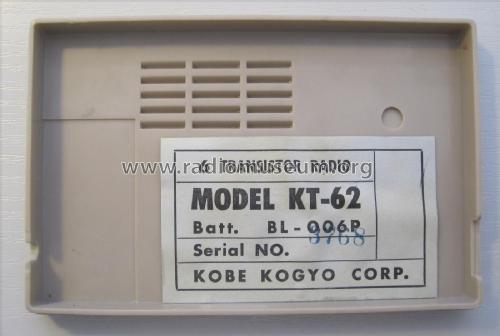 6 TRANSISTOR RADIO
www.radiomuseum.org
MODEL KT-62
Batt. BL-006P
Serial NO. 3768
KOBE KOGYO CORP.